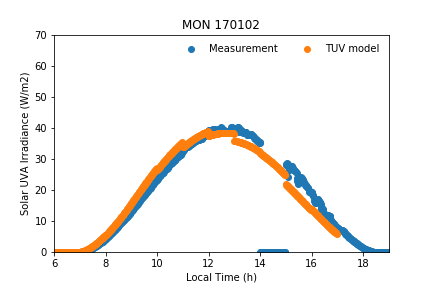 MON 170102
Measurement
TUV model
70
60
50
40
30
20
10
0
Solar UVA Irradiance (W/m2)
6 8 10 12 14 16 18
Local Time (h)